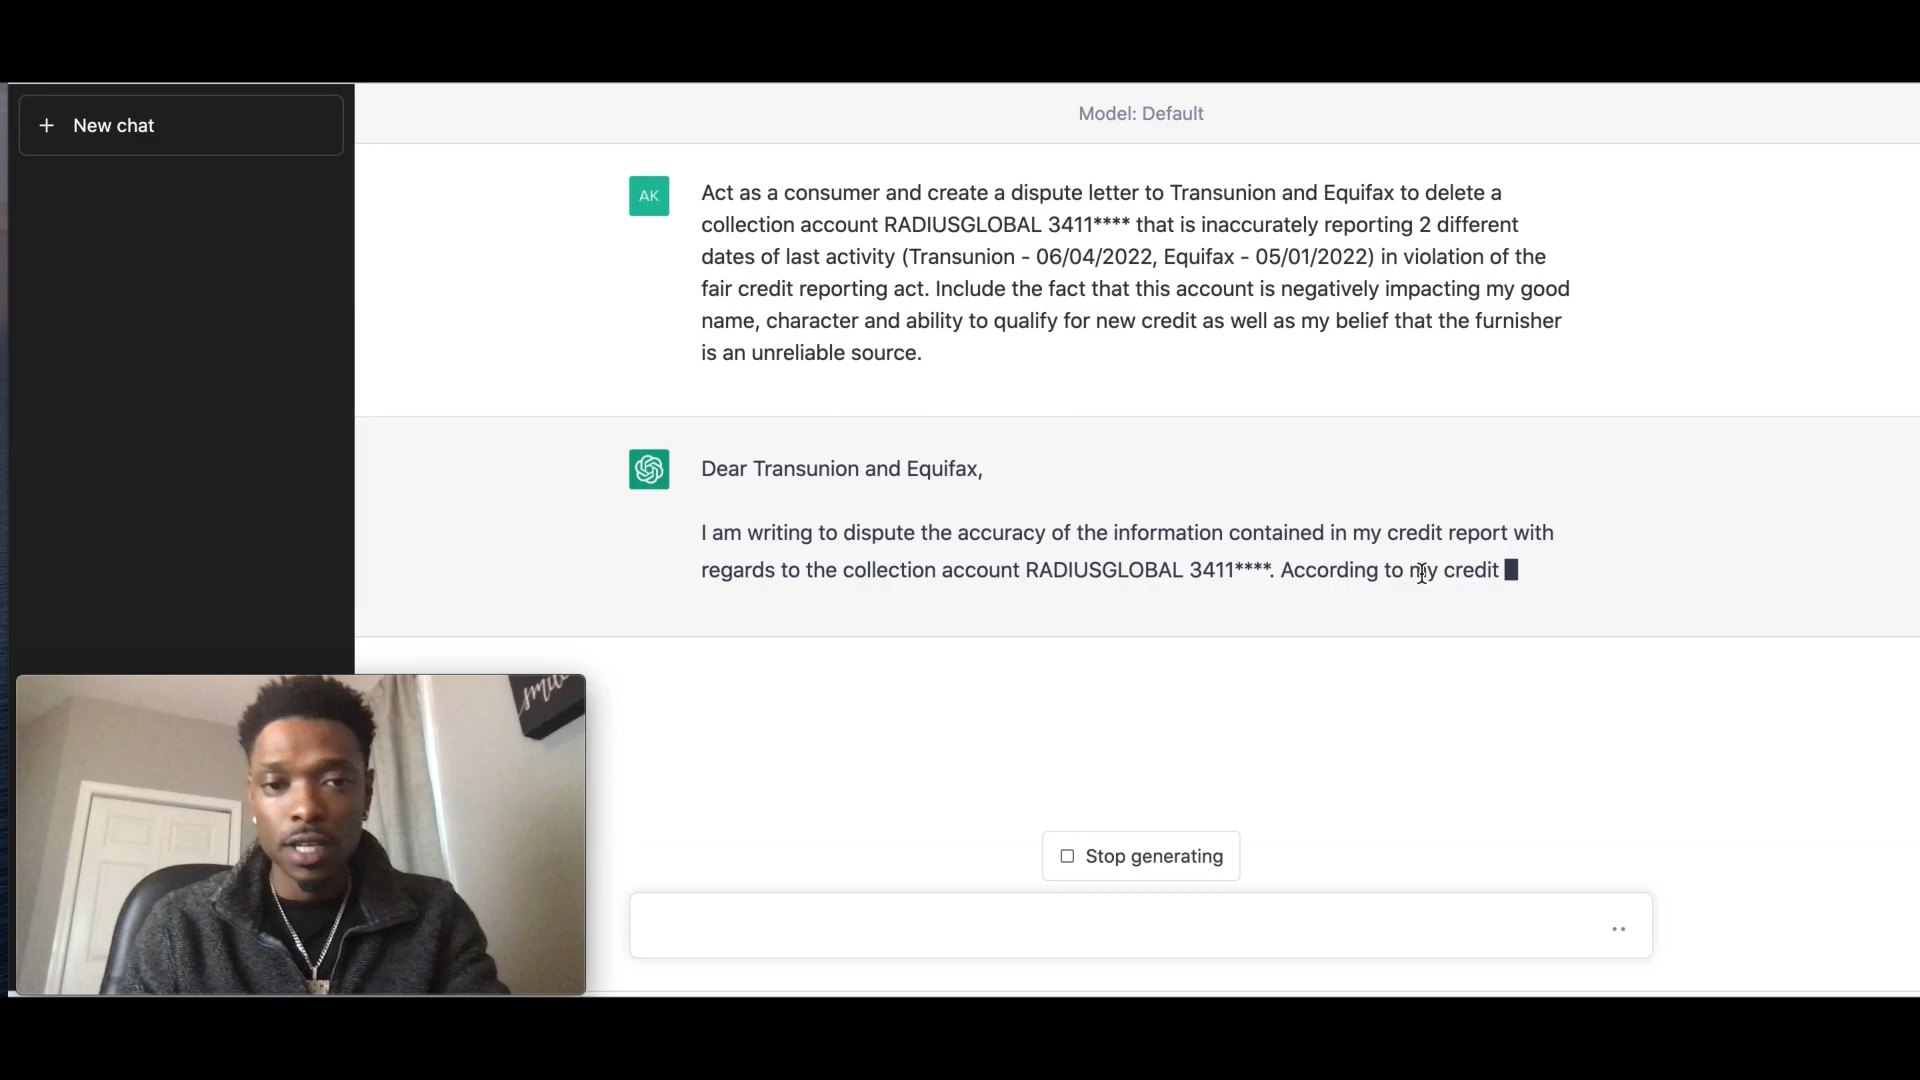 New chat
Model: Default
AK
Act as a consumer and create a dispute letter to Transunion and Equifax to delete a
collection account RADIUSGLOBAL 3411**** that is inaccurately reporting 2 different
dates of last activity (Transunion - 06/04/2022, Equifax - 05/01/2022) in violation of the
fair credit reporting act. Include the fact that this account is negatively impacting my good
name, character and ability to qualify for new credit as well as my belief that the furnisher
is an unreliable source.
Dear Transunion and Equifax,
I am writing to dispute the accuracy of the information contained in my credit report with
regards to the collection account RADIUSGLOBAL 3411****. According to my credit
smile
Stop generating